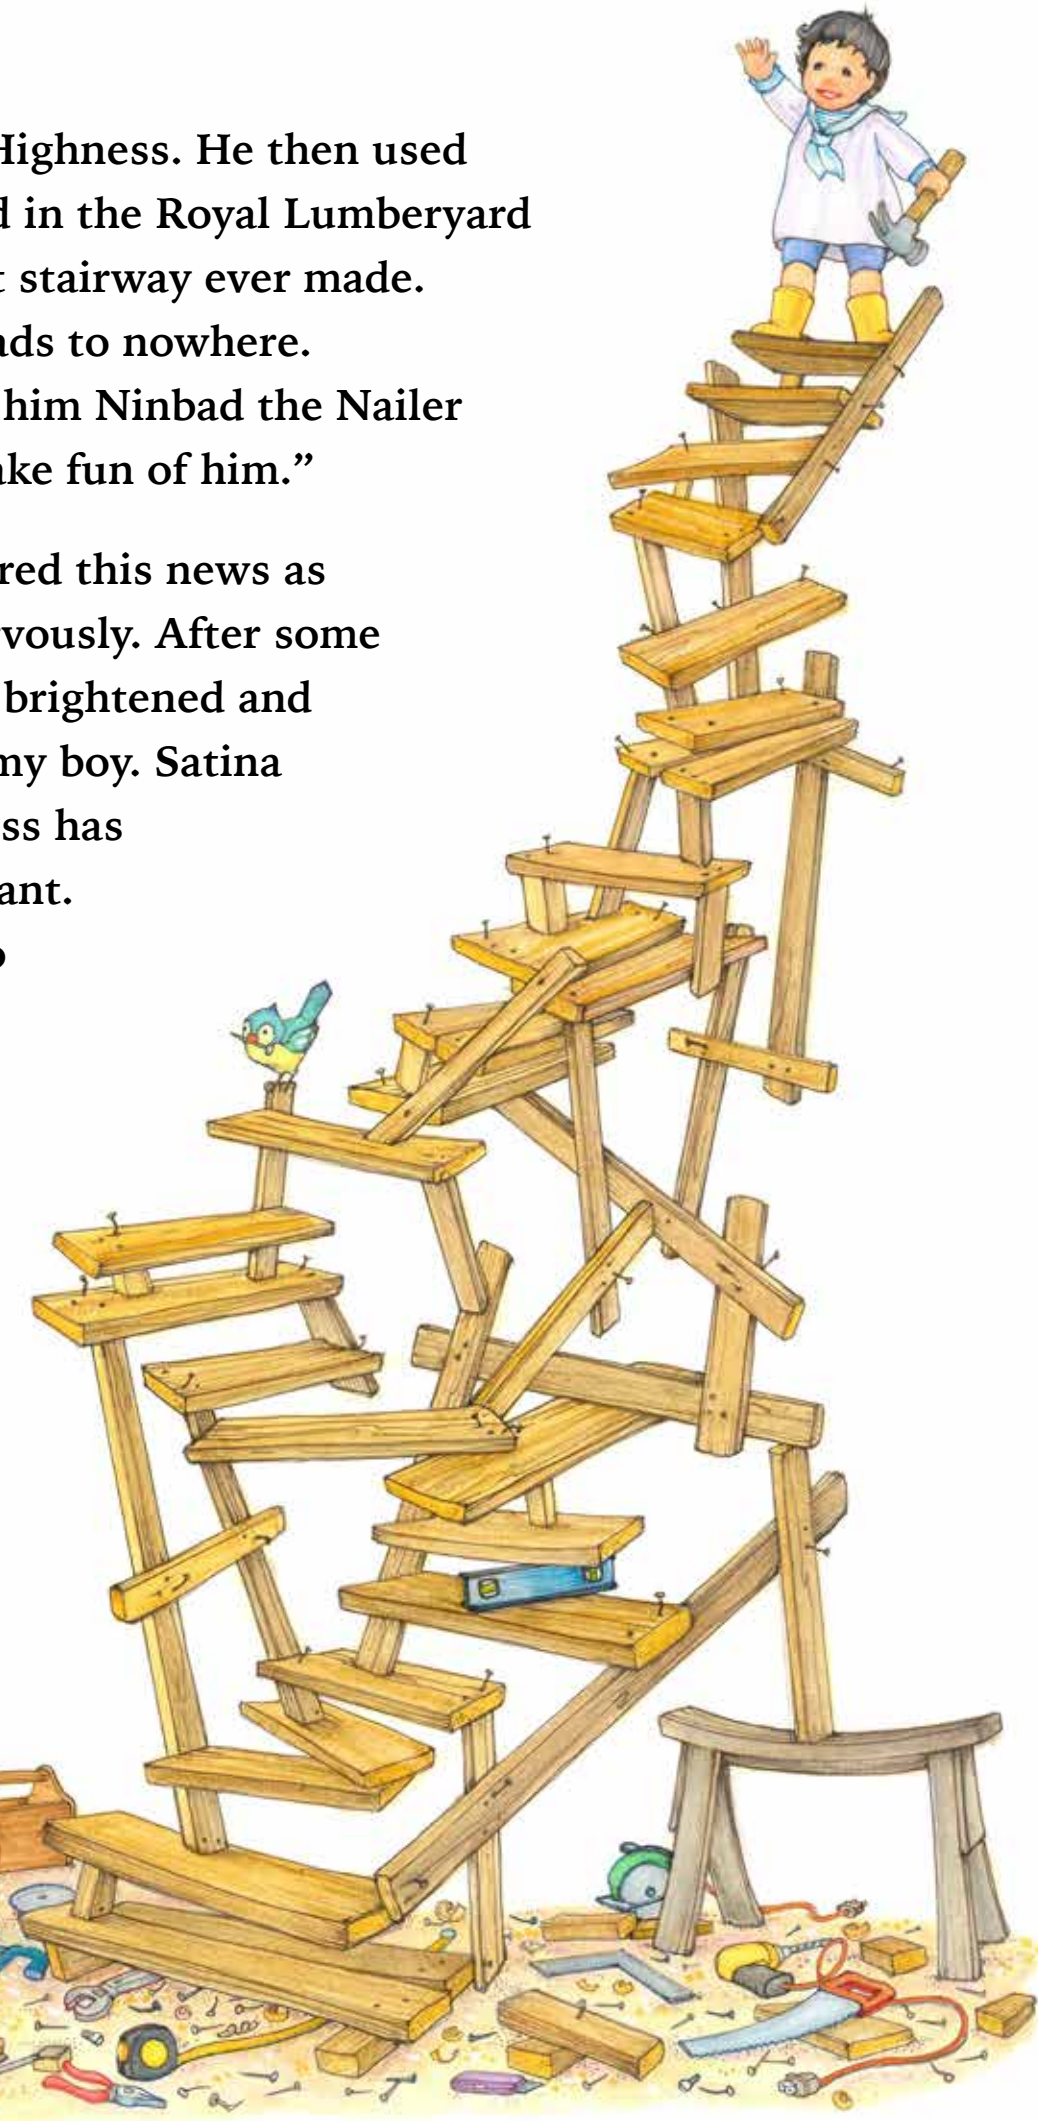 Highness. He then used
d in the Royal Lumberyard
t stairway ever made.
ads to nowhere.
him Ninbad the Nailer
ake fun of him.”
red this news as
rvously. After some
brightened and
my boy. Satina
ss has
ant.
o